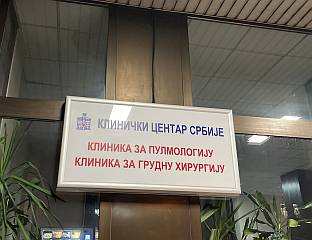 КЛИНИЧКИ ЦЕНТАР СРБИЈЕ
КЛИНИКА ЗА ПУЛМОЛОГИЈУ
КЛИНИКА ЗА ГРУДНУ ХИРУРГИЈУ